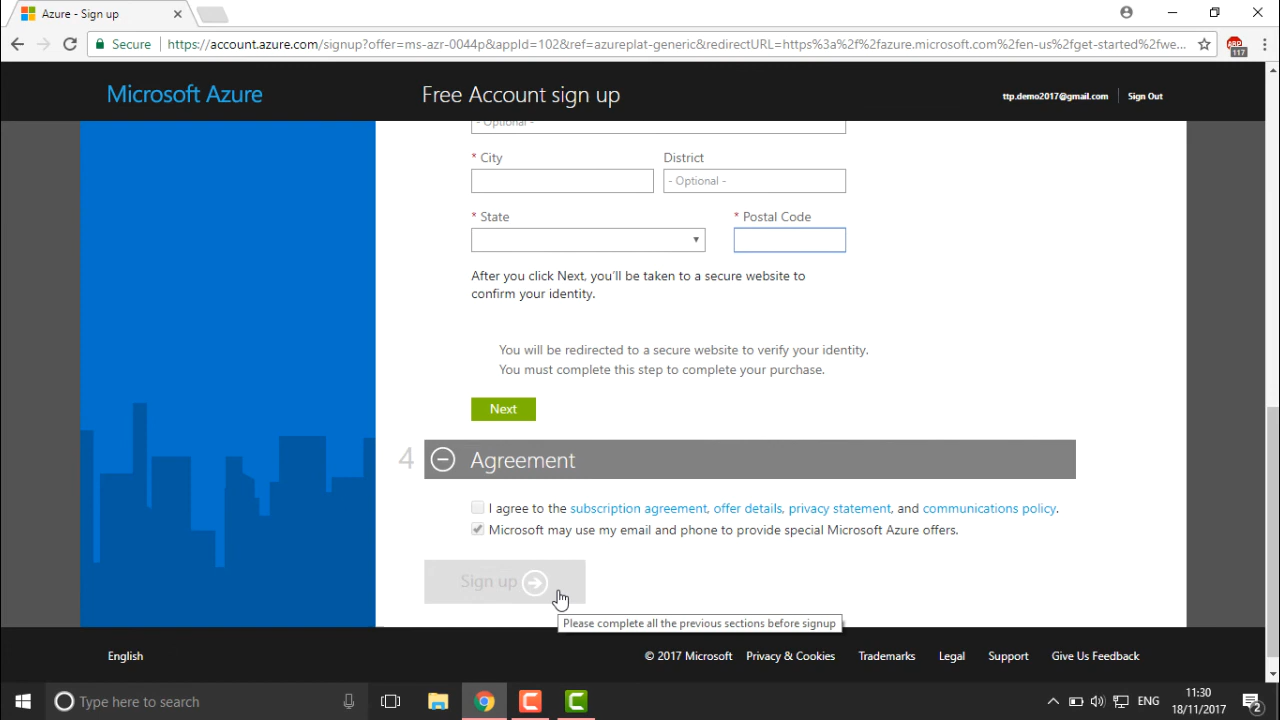 Azure - Sign up
Secure
https://account.azure.com/signup?offer=ms-azr-0044p&appId=102&ref=azureplat-generic&redirectURL=https%3a%2f%2fazure.microsoft.com%2fen-us%2fget-started%2fwe...
ABP
117
Microsoft Azure
Free Account sign up
ttp.demo2017@gmail.com
Sign Out
- Optional -
* City
District
- Optional -
* State
* Postal Code
After you click Next, you'll be taken to a secure website to
confirm your identity.
You will be redirected to a secure website to verify your identity.
You must complete this step to complete your purchase.
Next
4
Agreement
I agree to the subscription agreement, offer details, privacy statement, and communications policy.
Microsoft may use my email and phone to provide special Microsoft Azure offers.
Sign up
Please complete all the previous sections before signup
English
© 2017 Microsoft
Privacy & Cookies
Trademarks
Legal
Support
Give Us Feedback
Type here to search
ENG
11:30
18/11/2017
2